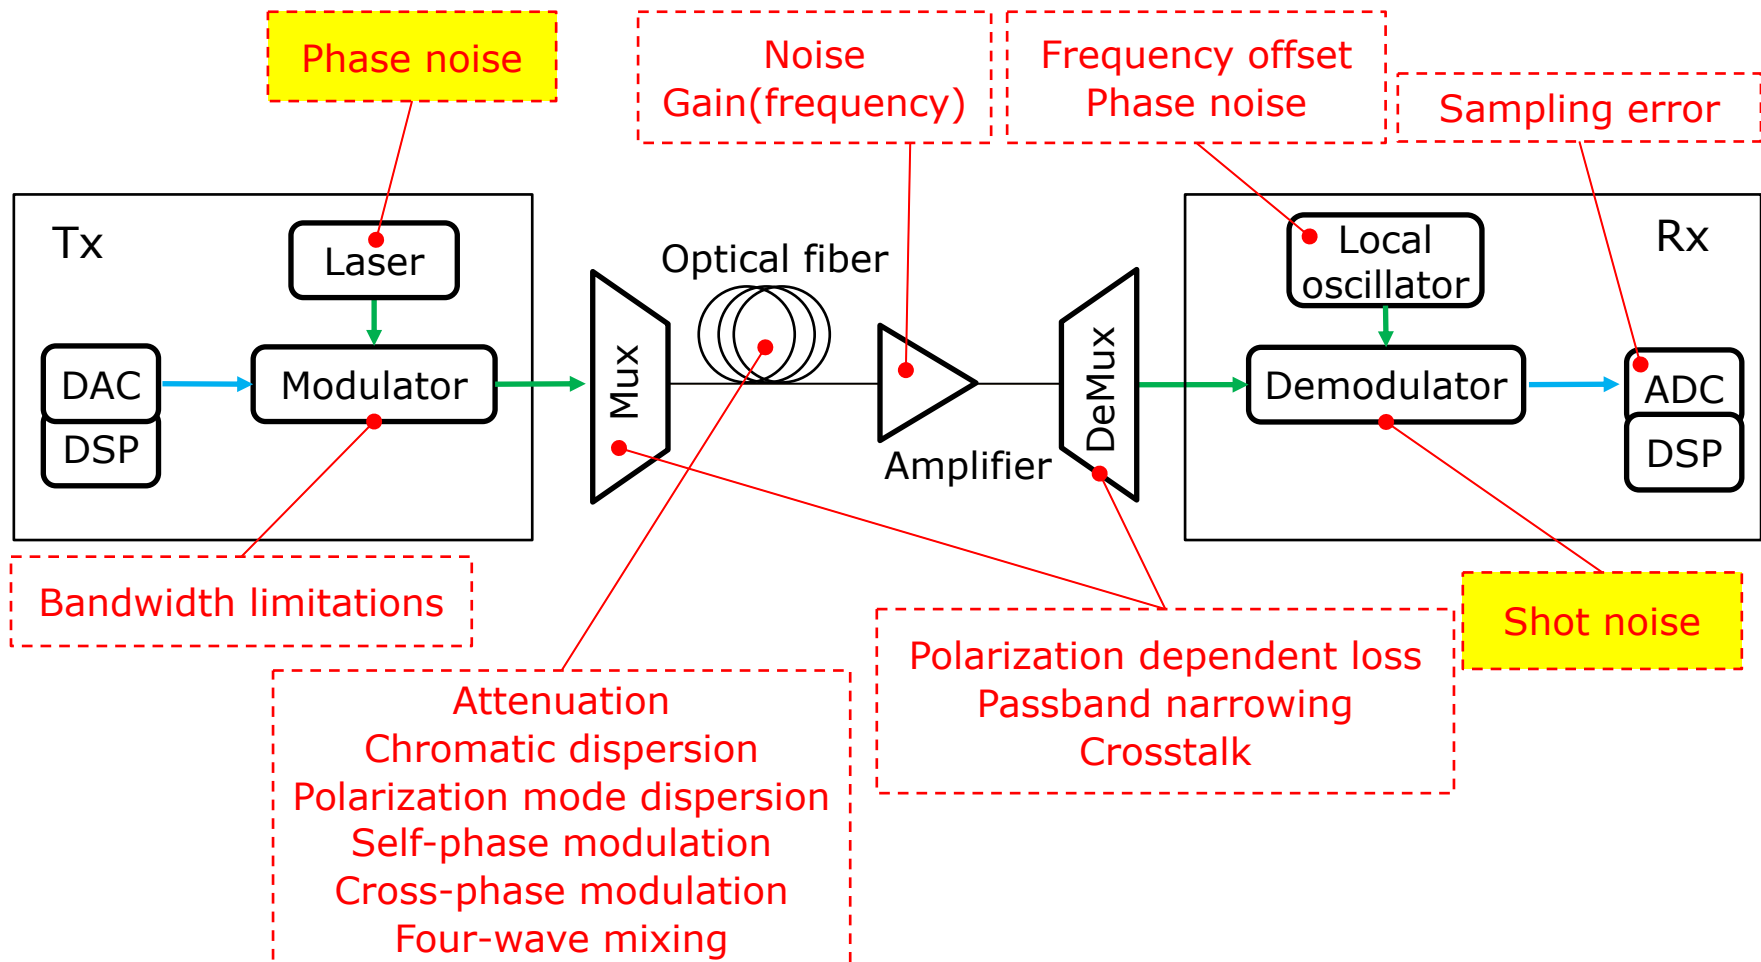 Phase noise
Noise
Gain(frequency)
Frequency offset
Phase noise
Sampling error
Tx
Laser
DAC
DSP
Modulator
Mux
Optical fiber
Amplifier
DeMux
Rx
Local
oscillator
Demodulator
ADC
DSP
Bandwidth limitations
Attenuation
Chromatic dispersion
Polarization mode dispersion
Self-phase modulation
Cross-phase modulation
Four-wave mixing
Polarization dependent loss
Passband narrowing
Crosstalk
Shot noise